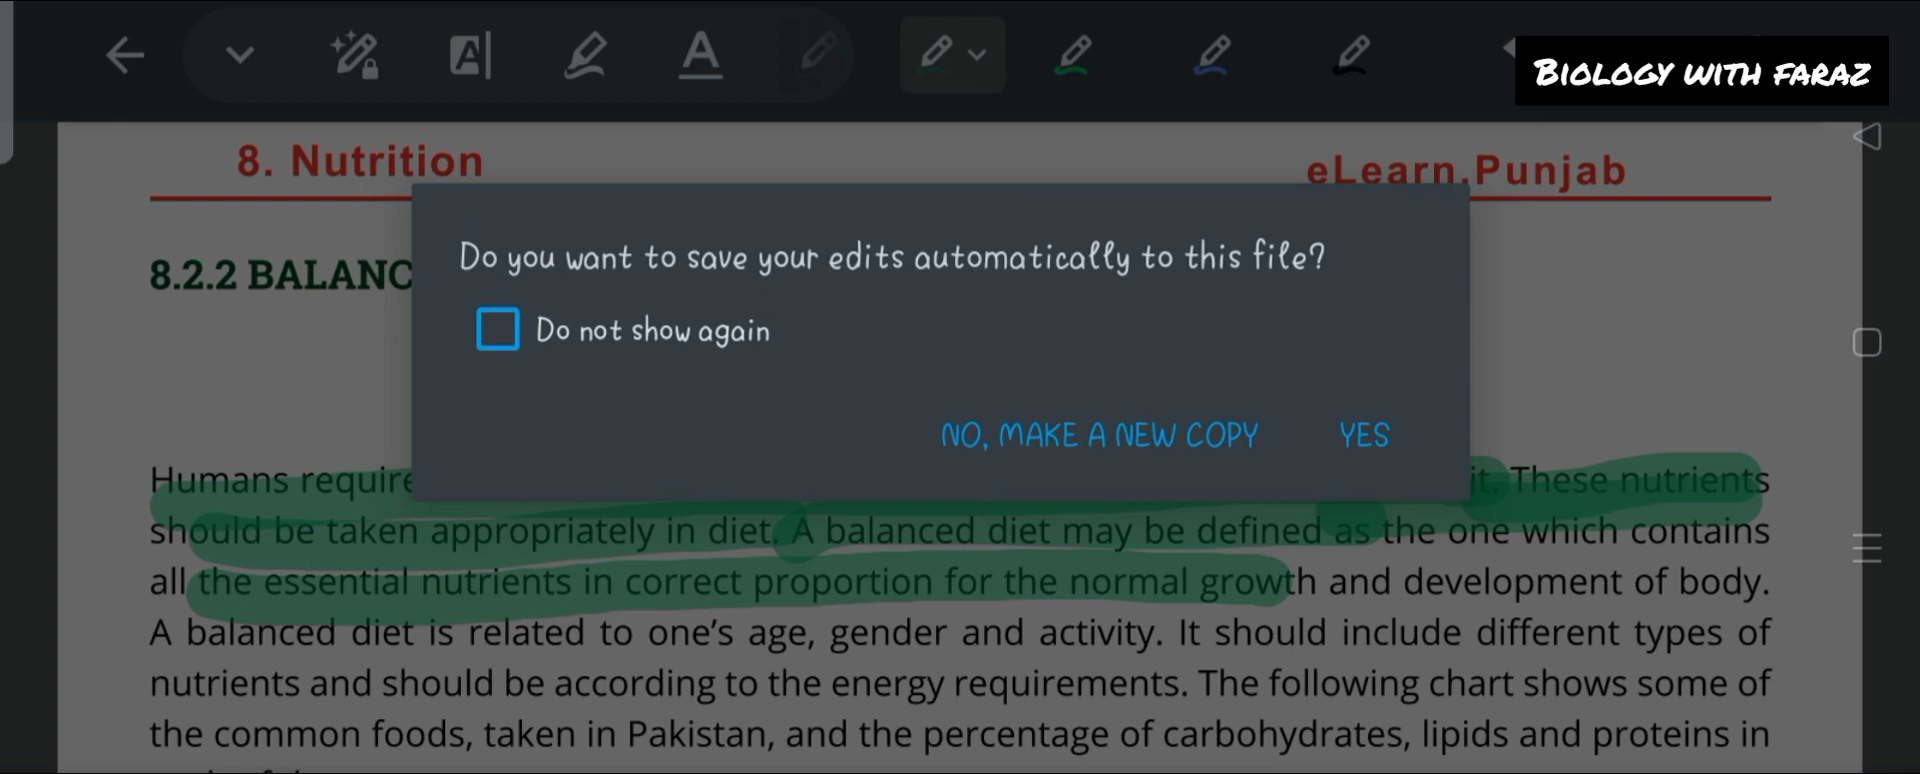 BIOLOGY WITH FARAZ
8. Nutrition
eLearn.Punjab
8.2.2 BALANC
Do you want to save your edits automatically to this file?
Do not show again
NO, MAKE A NEW COPY
YES
Humans require it. These nutrients
should be taken appropriately in diet. A balanced diet may be defined as the one which contains
all the essential nutrients in correct proportion for the normal growth and development of body.
A balanced diet is related to one’s age, gender and activity. It should include different types of
nutrients and should be according to the energy requirements. The following chart shows some of
the common foods, taken in Pakistan, and the percentage of carbohydrates, lipids and proteins in